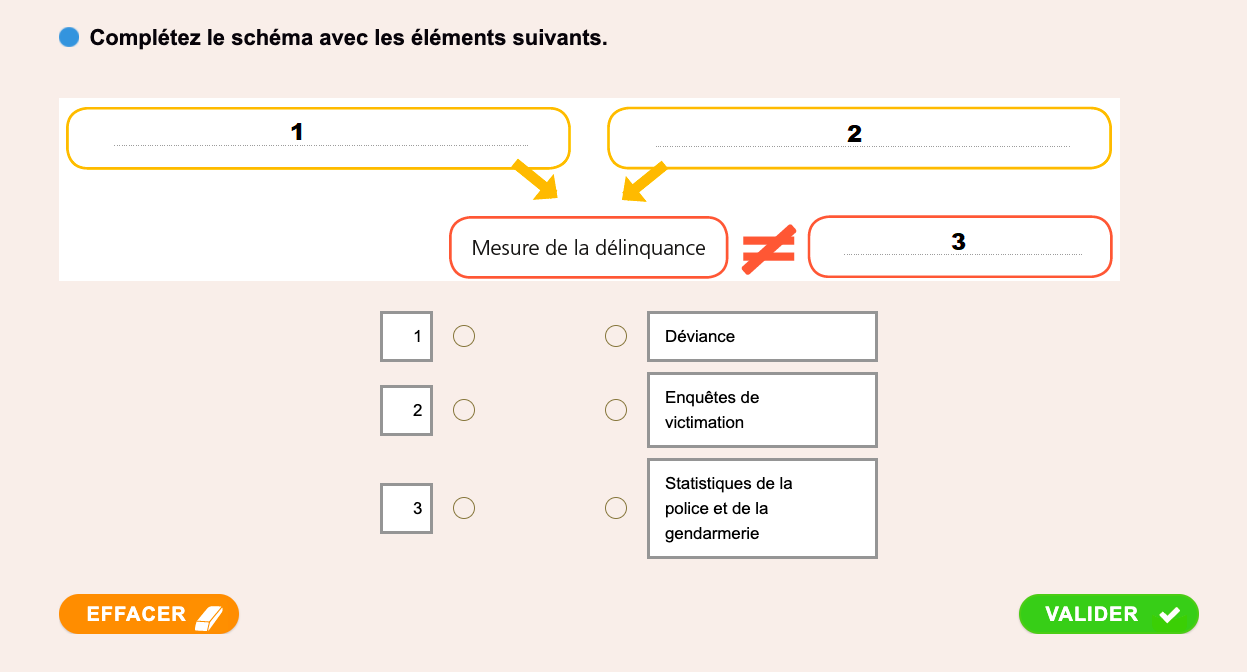 Complétez le schéma avec les éléments suivants.
1
2
Mesure de la délinquance
3
1
Déviance
2
Enquêtes de
victimation
3
Statistiques de la
police et de la
gendarmerie
EFFACER
VALIDER